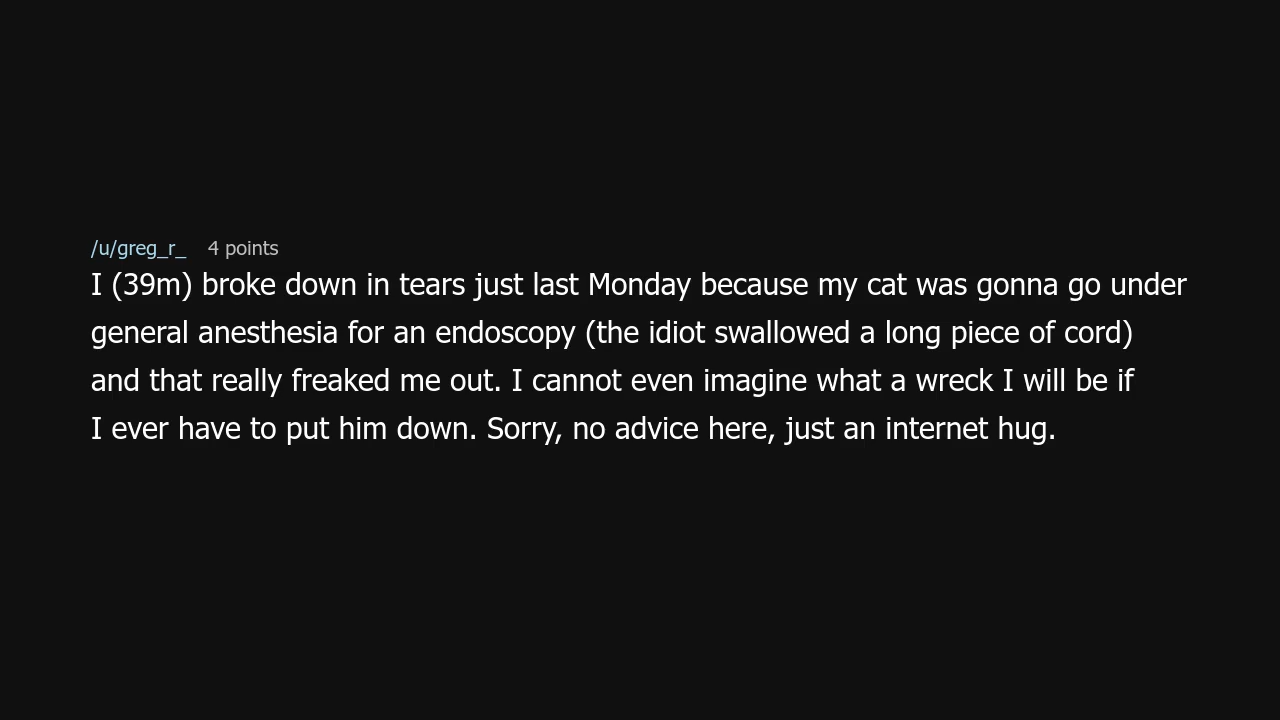 /u/greg_r_ 4 points
I (39m) broke down in tears just last Monday because my cat was gonna go under
general anesthesia for an endoscopy (the idiot swallowed a long piece of cord)
and that really freaked me out. I cannot even imagine what a wreck I will be if
I ever have to put him down. Sorry, no advice here, just an internet hug.